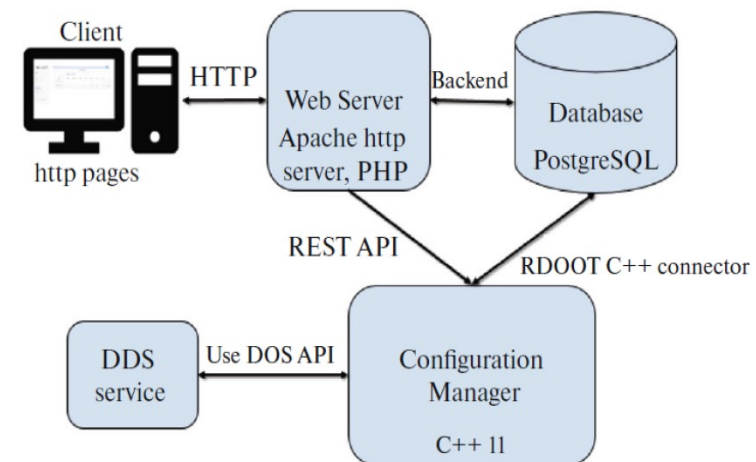 Client
HTTP
http pages
Web Server
Apache http
server, PHP
Backend
Database
PostgreSQL
REST API
RDOOT C++ connector
DDS
service
Use DOS API
Configuration
Manager
C++ 11